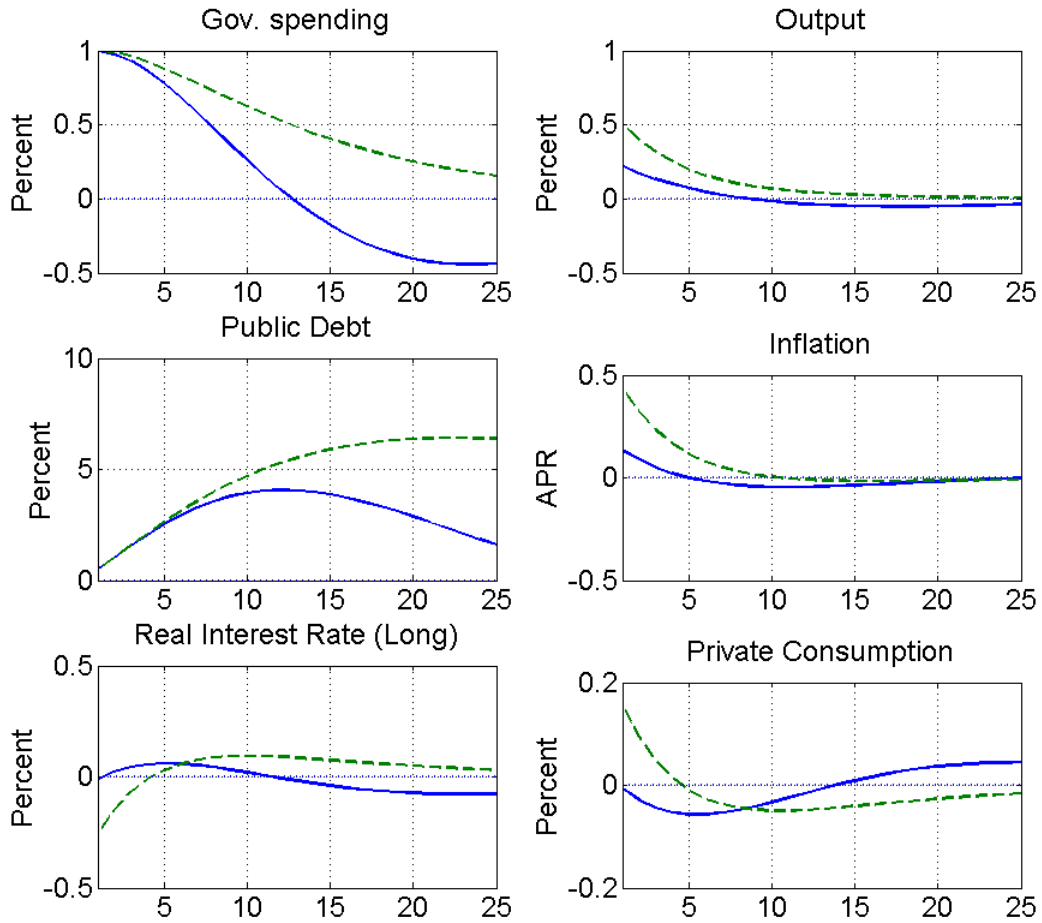 Gov. spending
Percent
1
0.5
0
-0.5
5 10 15 20 25
Output
Percent
1
0.5
0
-0.5
5 10 15 20 25
Public Debt
Percent
10
5
0
5 10 15 20 25
Inflation
APR
0.5
0
-0.5
5 10 15 20 25
Real Interest Rate (Long)
Percent
0.5
0
-0.5
5 10 15 20 25
Private Consumption
Percent
0.2
0
-0.2
5 10 15 20 25